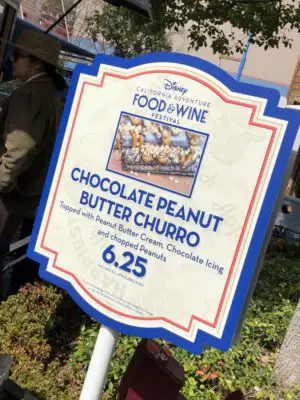 Disney
CALIFORNIA ADVENTURE
FOOD & WINE
FESTIVAL
CHOCOLATE PEANUT
BUTTER CHURRO
Topped with Peanut Butter Cream, Chocolate Icing
and chopped Peanuts
6.25